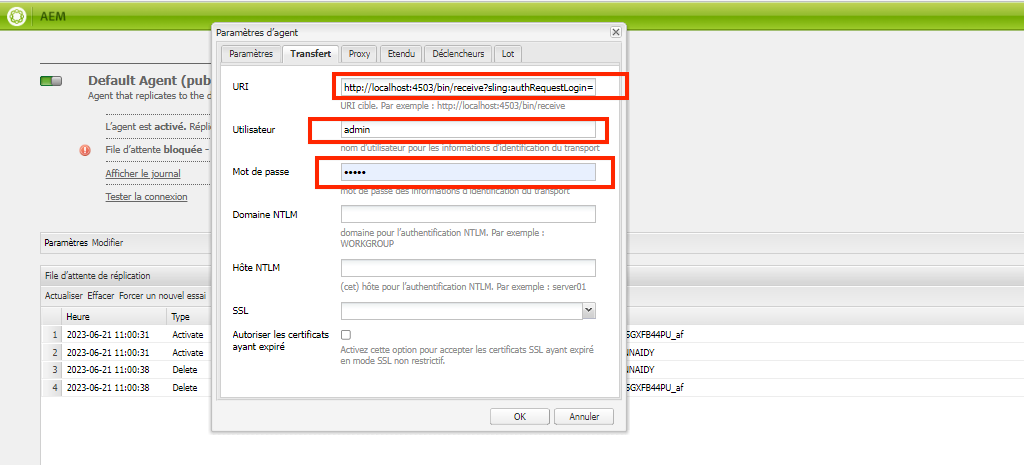 AEM
Paramètres d'agent
Paramètres Transfert Proxy Etendu Déclencheurs Lot
Default Agent (pub
Agent that replicates to the d
L'agent est activé. Réplic
File d'attente bloquée -
Afficher le journal
Tester la connexion
URI
http://localhost:4503/bin/receive?sling:authRequestLogin=
URI cible. Par exemple : http://localhost:4503/bin/receive
Utilisateur
admin
nom d'utilisateur pour les informations d'identification du transport
Mot de passe
•••••
mot de passe des informations d'identification du transport
Domaine NTLM
domaine pour l'authentification NTLM. Par exemple :
WORKGROUP
Hôte NTLM
(cet) hôte pour l'authentification NTLM. Par exemple : server01
SSL
Autoriser les certificats
ayant expiré
Activez cette option pour accepter les certificats SSL ayant expiré
en mode SSL non restrictif.
OK Annuler
Paramètres Modifier
File d'attente de réplication
Actualiser Effacer Forcer un nouvel essai
Heure Type
1 2023-06-21 11:00:31 Activate SGXFB44PU_af
2 2023-06-21 11:00:31 Activate NNAIDY
3 2023-06-21 11:00:38 Delete NNAIDY
4 2023-06-21 11:00:38 Delete SGXFB44PU_af